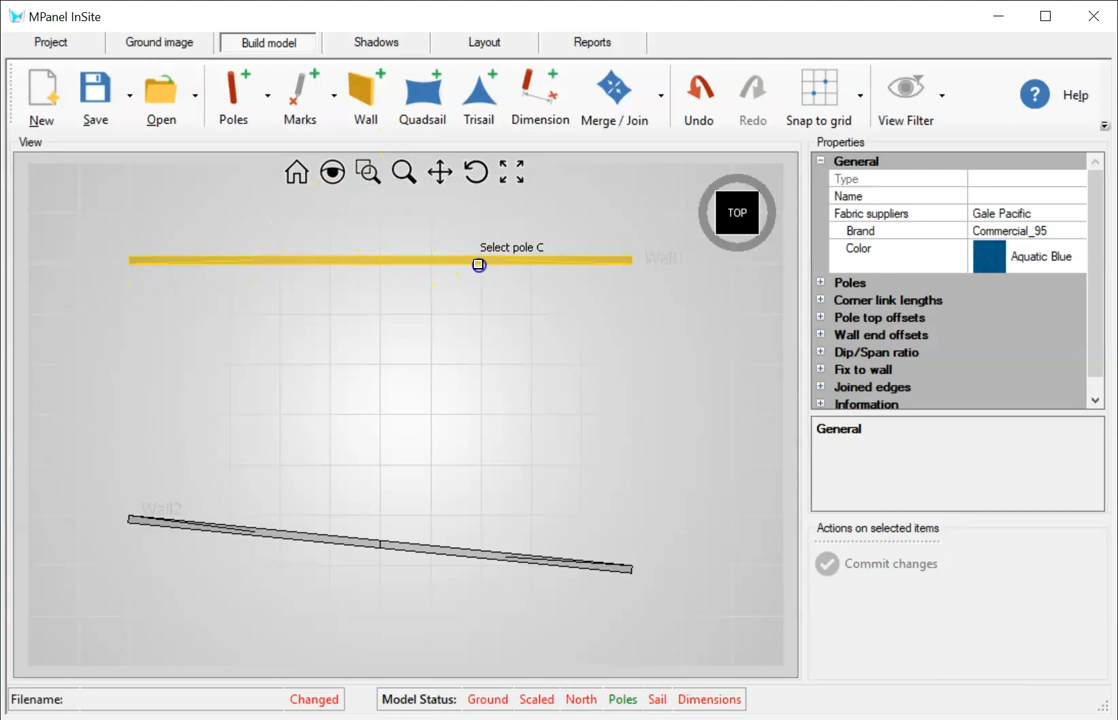 MPanel InSite
Project
Ground image
Build model
Shadows
Layout
Reports
New
Save
Open
Poles
Marks
Wall
Quadsail
Trisail
Dimension
Merge / Join
Undo
Redo
Snap to grid
View Filter
? Help
View
TOP
Select pole C
Wall1
Wall2
Properties
General
Type
Name
Fabric suppliers Gale Pacific
Brand Commercial_95
Color Aquatic Blue
Poles
Corner link lengths
Pole top offsets
Wall end offsets
Dip/Span ratio
Fix to wall
Joined edges
Information
General
Actions on selected items
Commit changes
Filename: Changed
Model Status: Ground Scaled North Poles Sail Dimensions